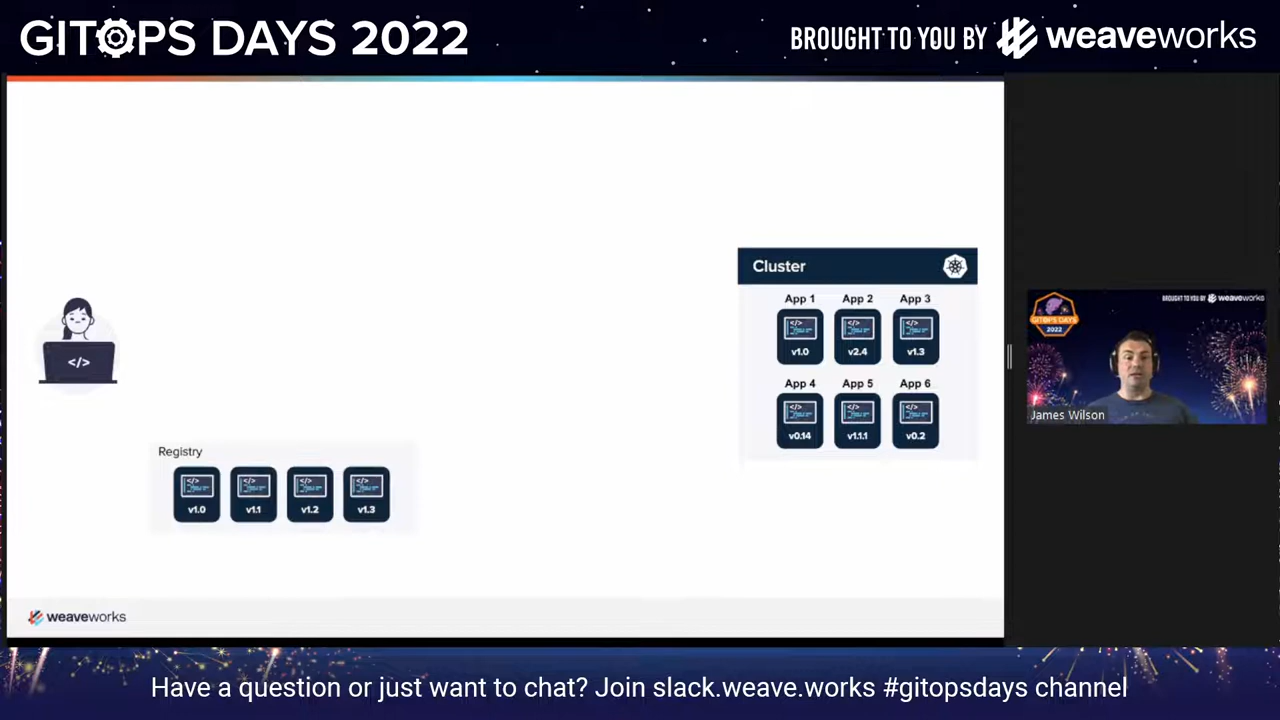 GITOPS DAYS 2022
BROUGHT TO YOU BY weaveworks
Cluster
App 1 App 2 App 3
</> </> </>
v1.0 v2.4 v1.3
App 4 App 5 App 6
</> </> </>
v0.14 v1.1.1 v0.2
</>
Registry
</> </> </> </>
v1.0 v1.1 v1.2 v1.3
weaveworks
BROUGHT TO YOU BY weaveworks
GITOPS DAYS
2022
James Wilson
Have a question or just want to chat? Join slack.weave.works #gitopsdays channel